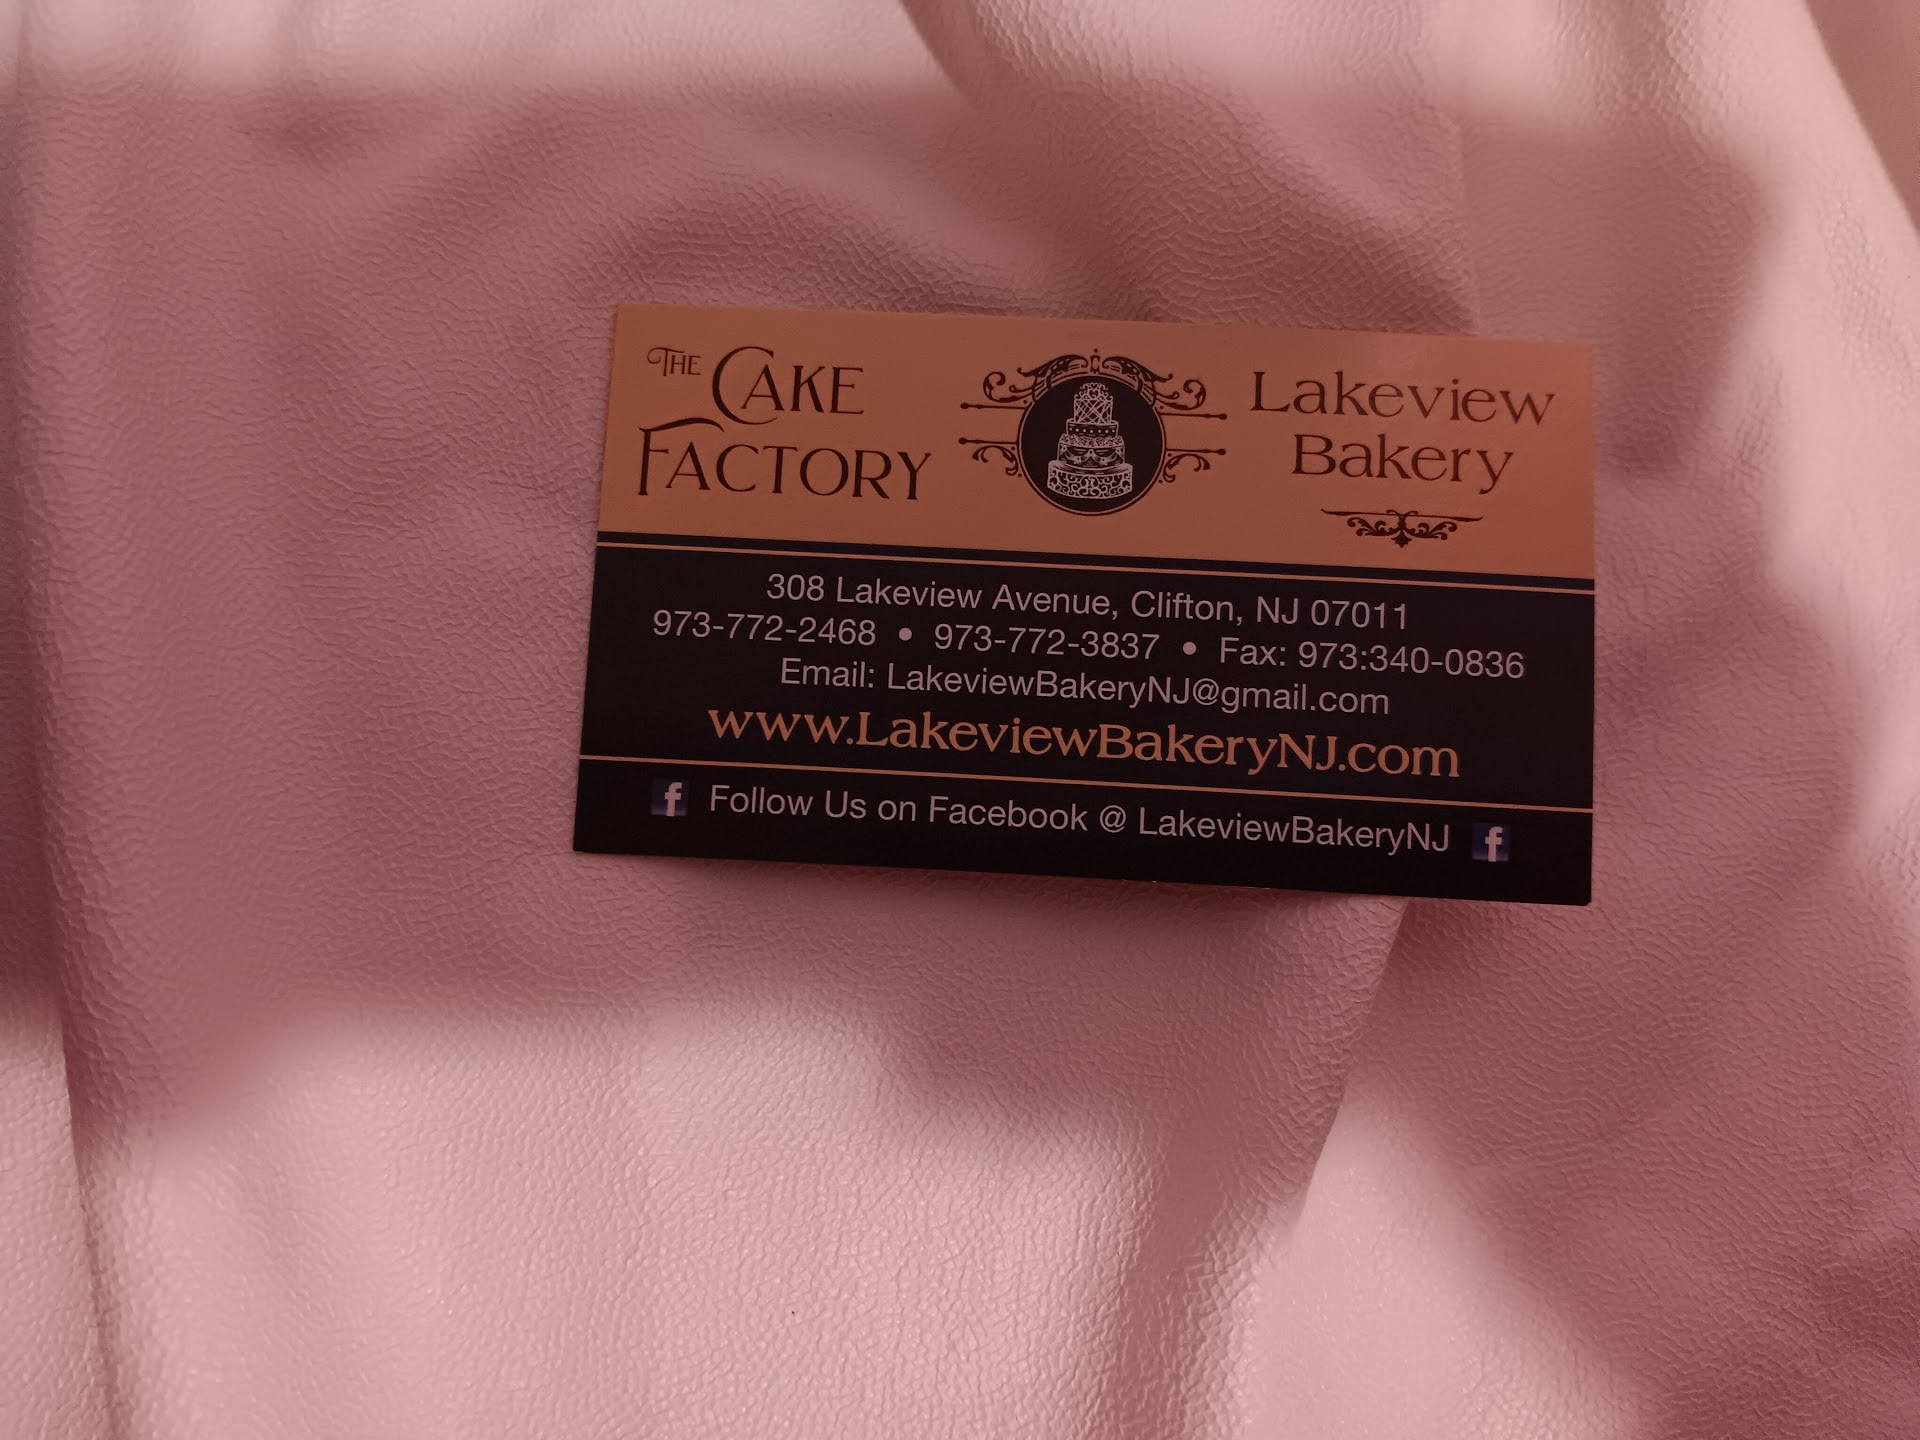 THE CAKE
FACTORY
Lakeview
Bakery
308 Lakeview Avenue, Clifton, NJ 07011
973-772-2468 • 973-772-3837 • Fax: 973:340-0836
Email: LakeviewBakeryNJ@gmail.com
www.LakeviewBakeryNJ.com
f Follow Us on Facebook @ LakeviewBakeryNJ f